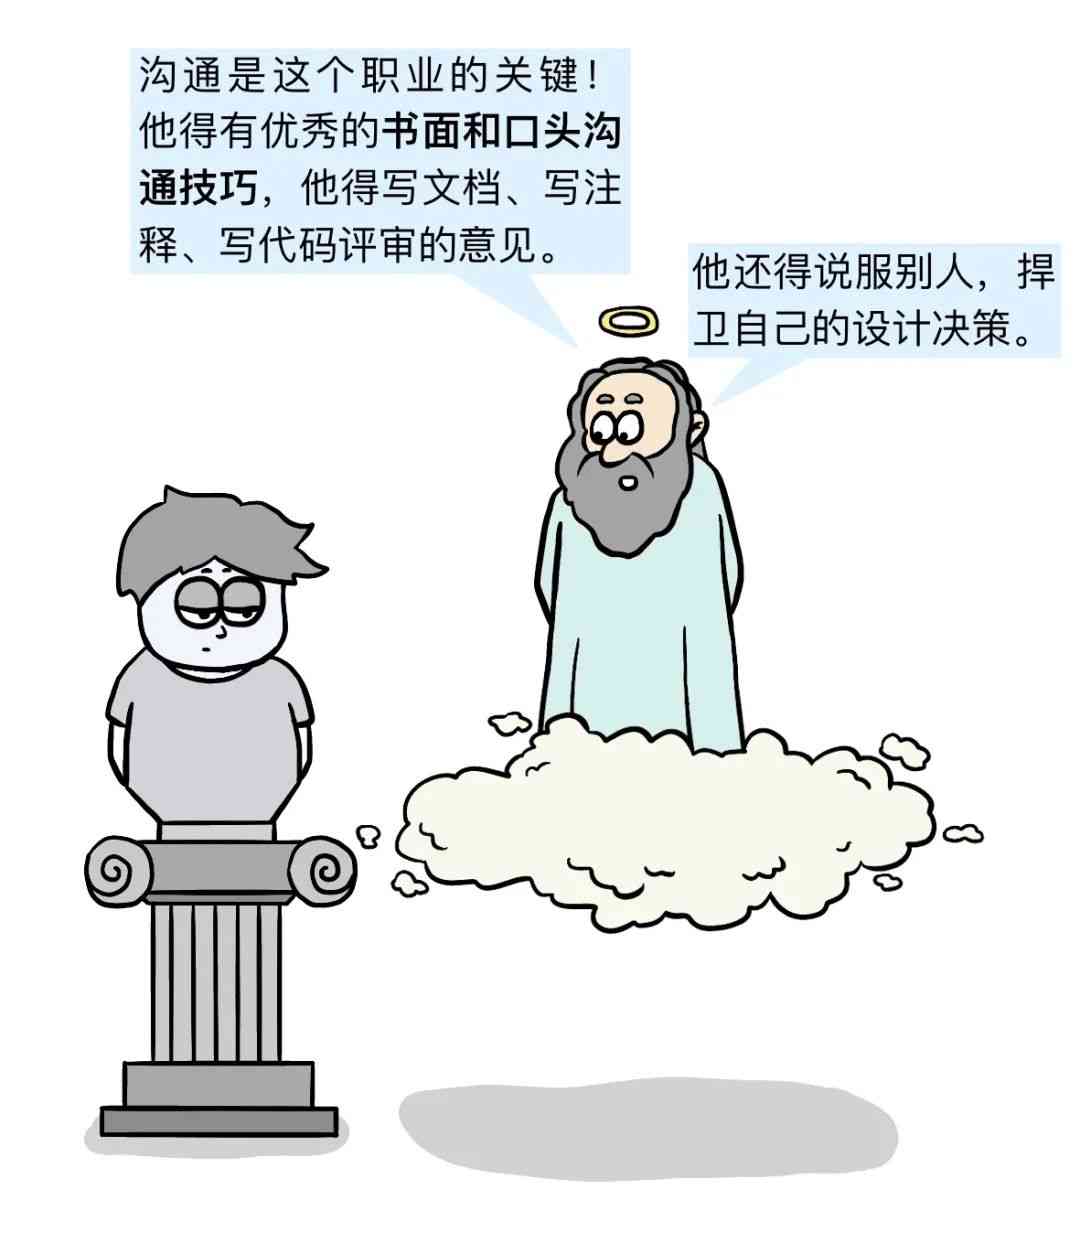 沟通是这个职业的关键！
他得有优秀的书面和口头沟
通技巧，他得写文档、写注
释、写代码评审的意见。
他还得说服别人，捍
卫自己的设计决策。